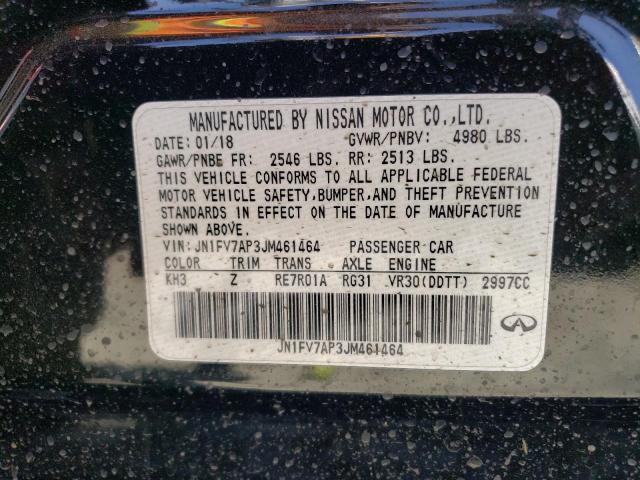 MANUFACTURED BY NISSAN MOTOR CO.,LTD.
DATE: 01/18 GVWR/PNBV: 4980 LBS.
GAWR/PNBE FR: 2546 LBS. RR: 2513 LBS.
THIS VEHICLE CONFORMS TO ALL APPLICABLE FEDERAL
MOTOR VEHICLE SAFETY,BUMPER,AND THEFT PREVENTION
STANDARDS IN EFFECT ON THE DATE OF MANUFACTURE
SHOWN ABOVE.
VIN: JN1FV7AP3JM461464 PASSENGER CAR
COLOR TRIM TRANS AXLE ENGINE
KH3 Z RE7R01A RG31 VR30(DDTT) 2997CC
JN1FV7AP3JM461464